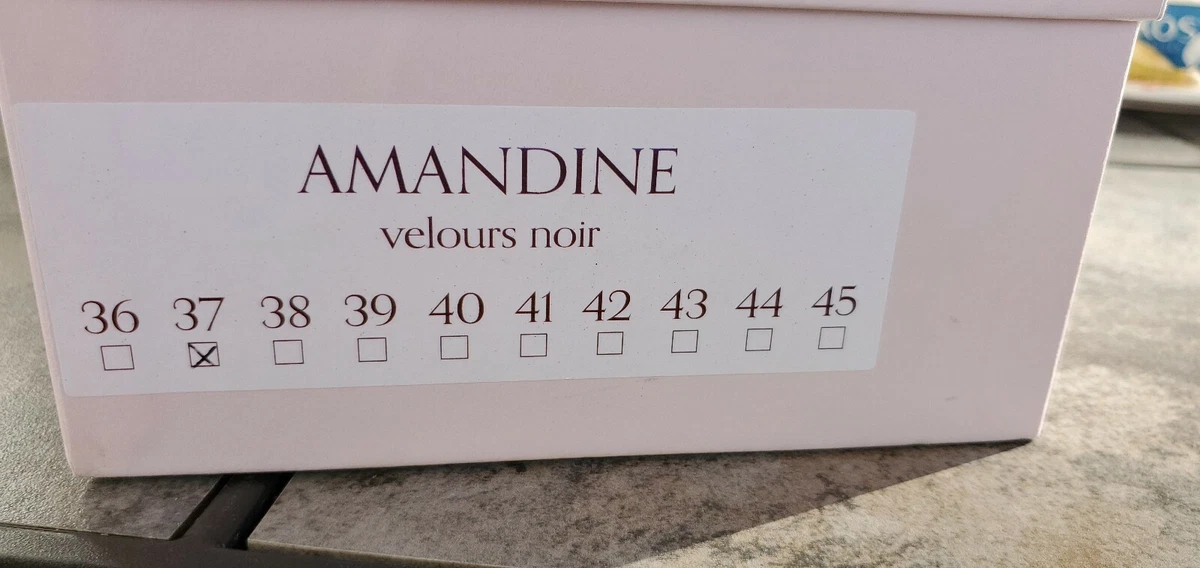 AMANDINE
velours noir
36 37 38 39 40 41 42 43 44 45
☐ ☒ ☐ ☐ ☐ ☐ ☐ ☐ ☐ ☐